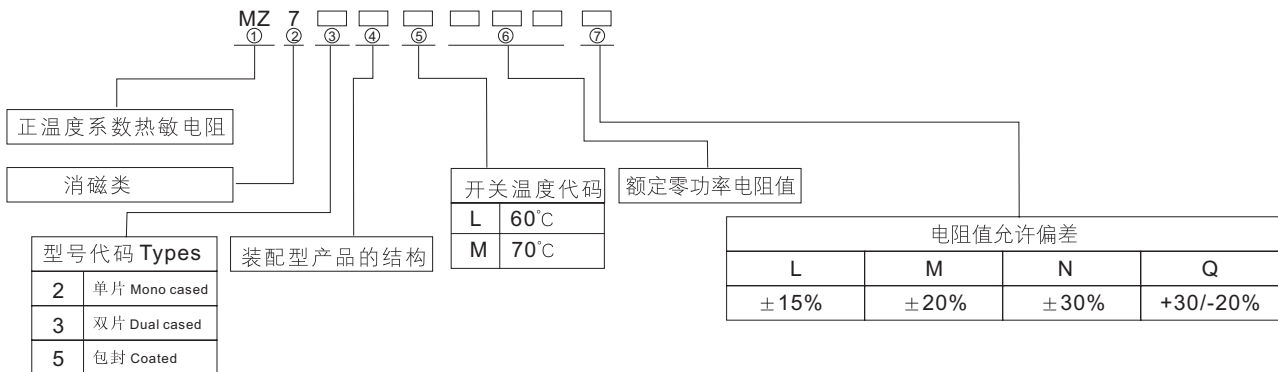 MZ 7 □ □ □ □ □ □ □
① ② ③ ④ ⑤ ⑥ ⑦
正温度系数热敏电阻
消磁类
型号代码 Types
2 单片 Mono cased
3 双片 Dual cased
5 包封 Coated
装配型产品的结构
开关温度代码
L 60℃
M 70℃
额定零功率电阻值
电阻值允许偏差
L M N Q
±15% ±20% ±30% +30/-20%